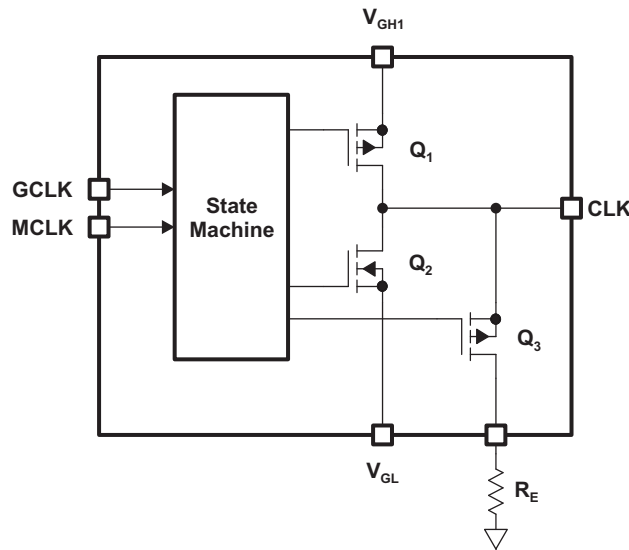 V_GH1
Q_1
GCLK
CLK
MCLK
State
Machine
Q_2
Q_3
V_GL
R_E